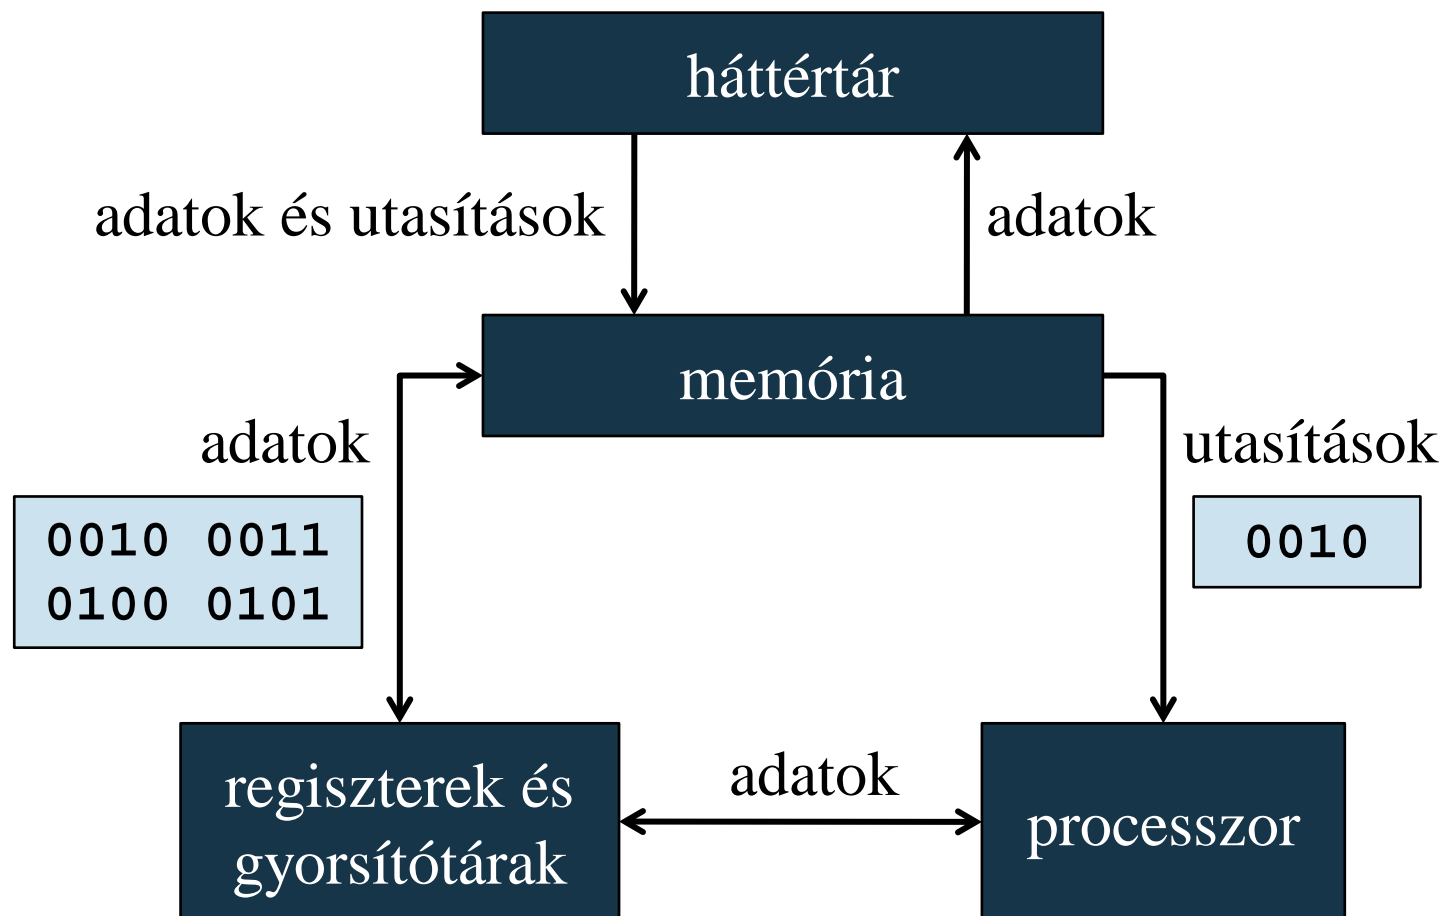 háttértár
adatok és utasítások
adatok
memória
adatok
utasítások
0010 0011
0100 0101
0010
regiszterek és
gyorsítótárak
adatok
processzor